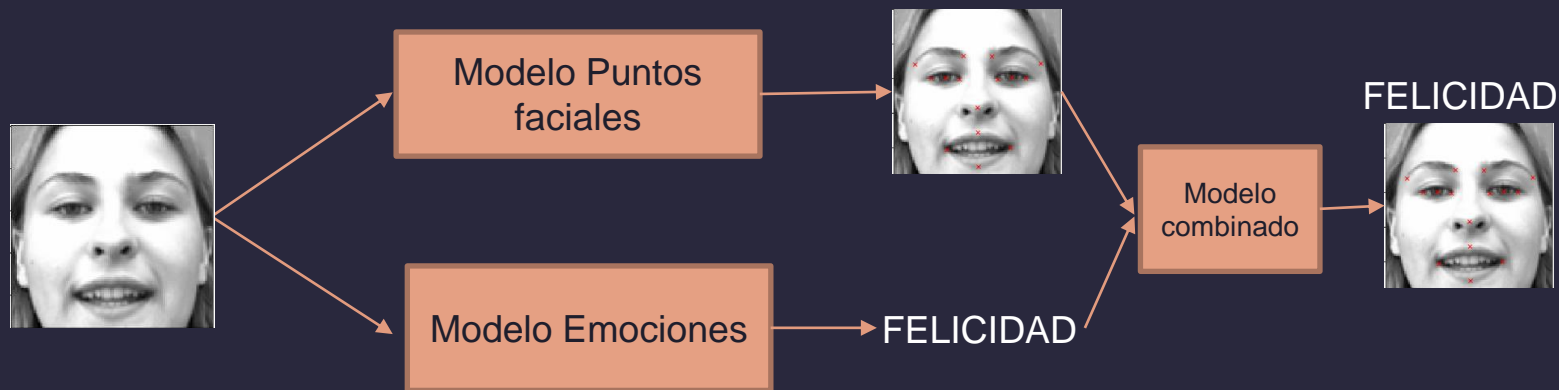 Modelo Puntos
faciales
FELICIDAD
Modelo
combinado
Modelo Emociones
FELICIDAD